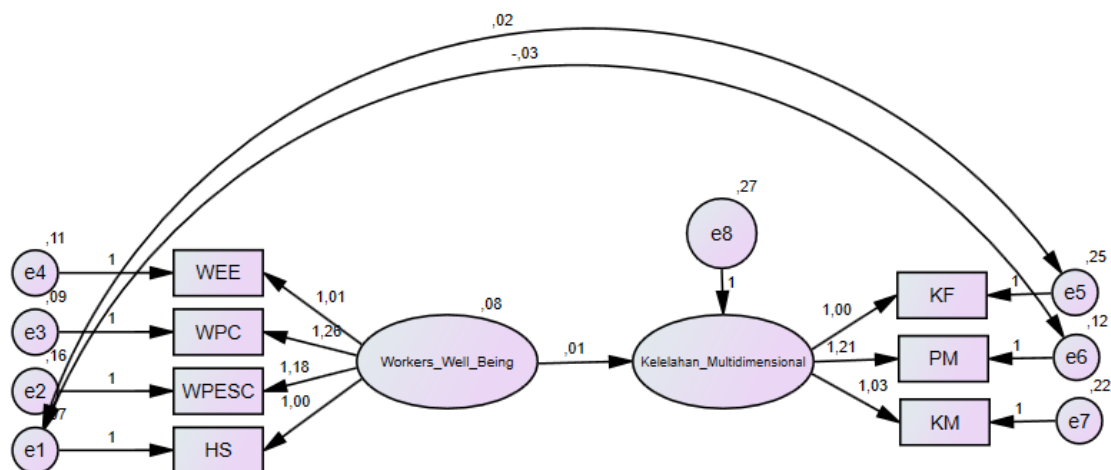 ,02
-,03
,27
e8
,11
e4
1
WEE
,09
e3
1
WPC
,16
e2
1
WPESC
e1
1
HS
1,01
1,26
1,18
1,00
,08
Workers_Well_Being
,01
1
Kelelahan_Multidimensional
1,00
1,21
1,03
KF
1
e5
,25
PM
1
e6
,12
KM
1
e7
,22